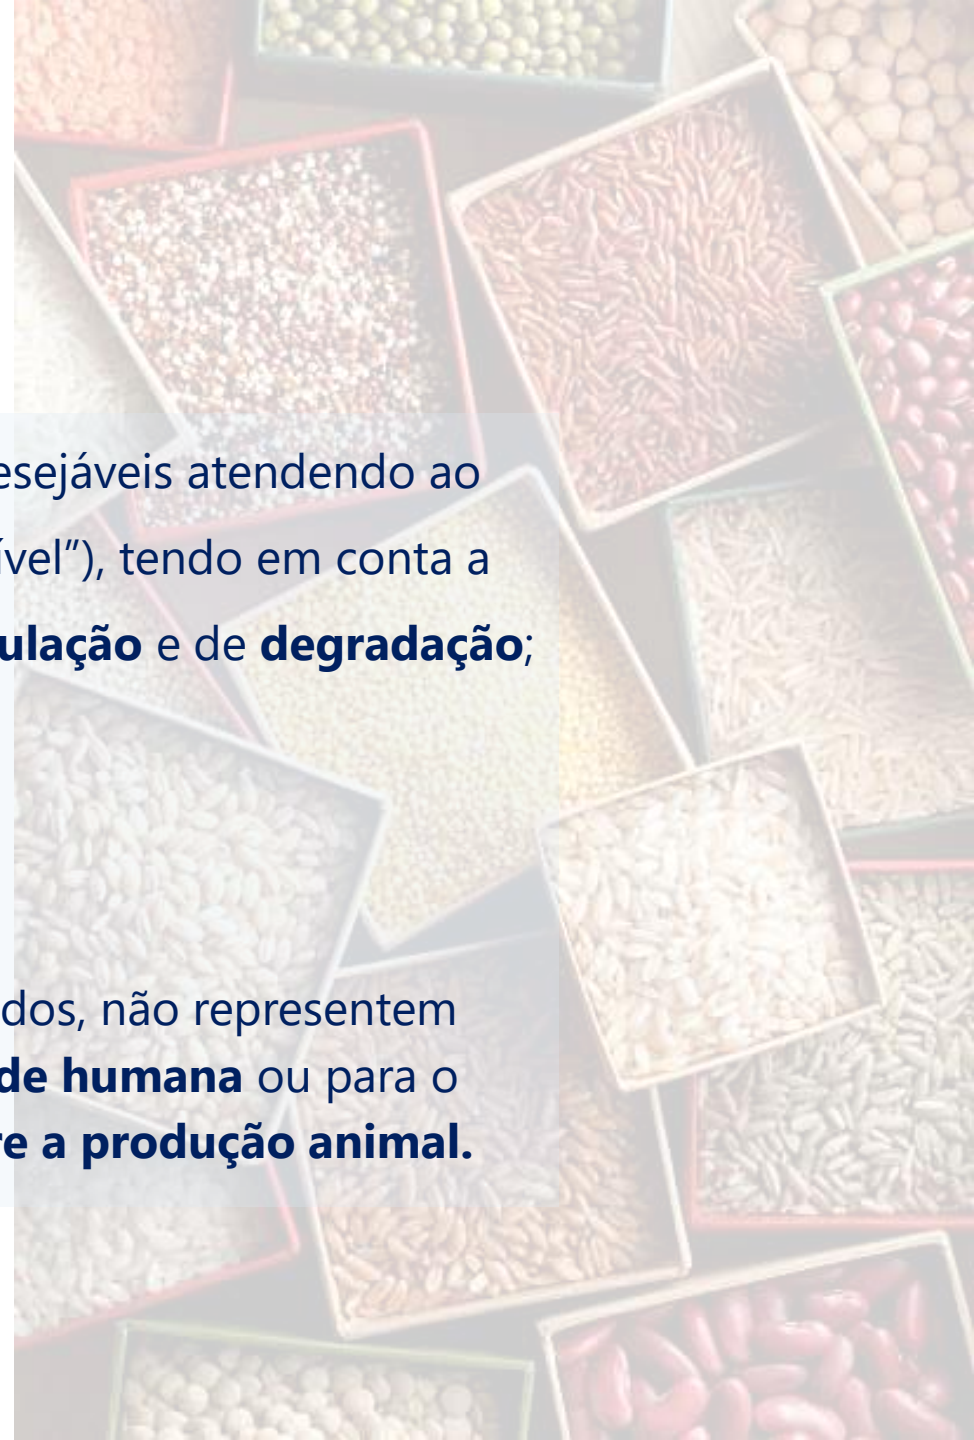 esejáveis atendendo ao
ível”), tendo em conta a
ulação e de degradação;
dos, não representem
de humana ou para o
re a produção animal.